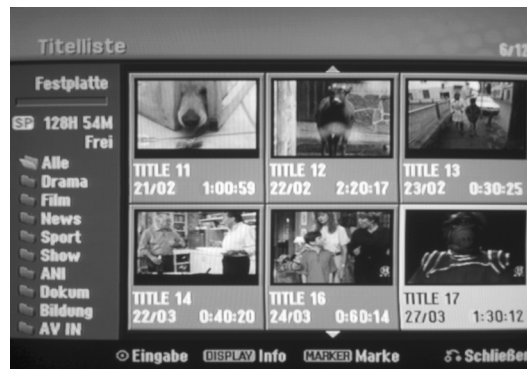 Titelliste
6/12
Festplatte
SP 128H 54M
Frei
Alle
Drama
Film
News
Sport
Show
ANI
Dokum
Bildung
AV IN
TITLE 11
21/02 1:00:59
TITLE 12
22/02 2:20:17
TITLE 13
23/02 0:30:25
TITLE 14
22/03 0:40:20
TITLE 16
24/03 0:60:14
TITLE 17
27/03 1:30:12
Eingabe DISPLAY Info MARKER Marke Schließen